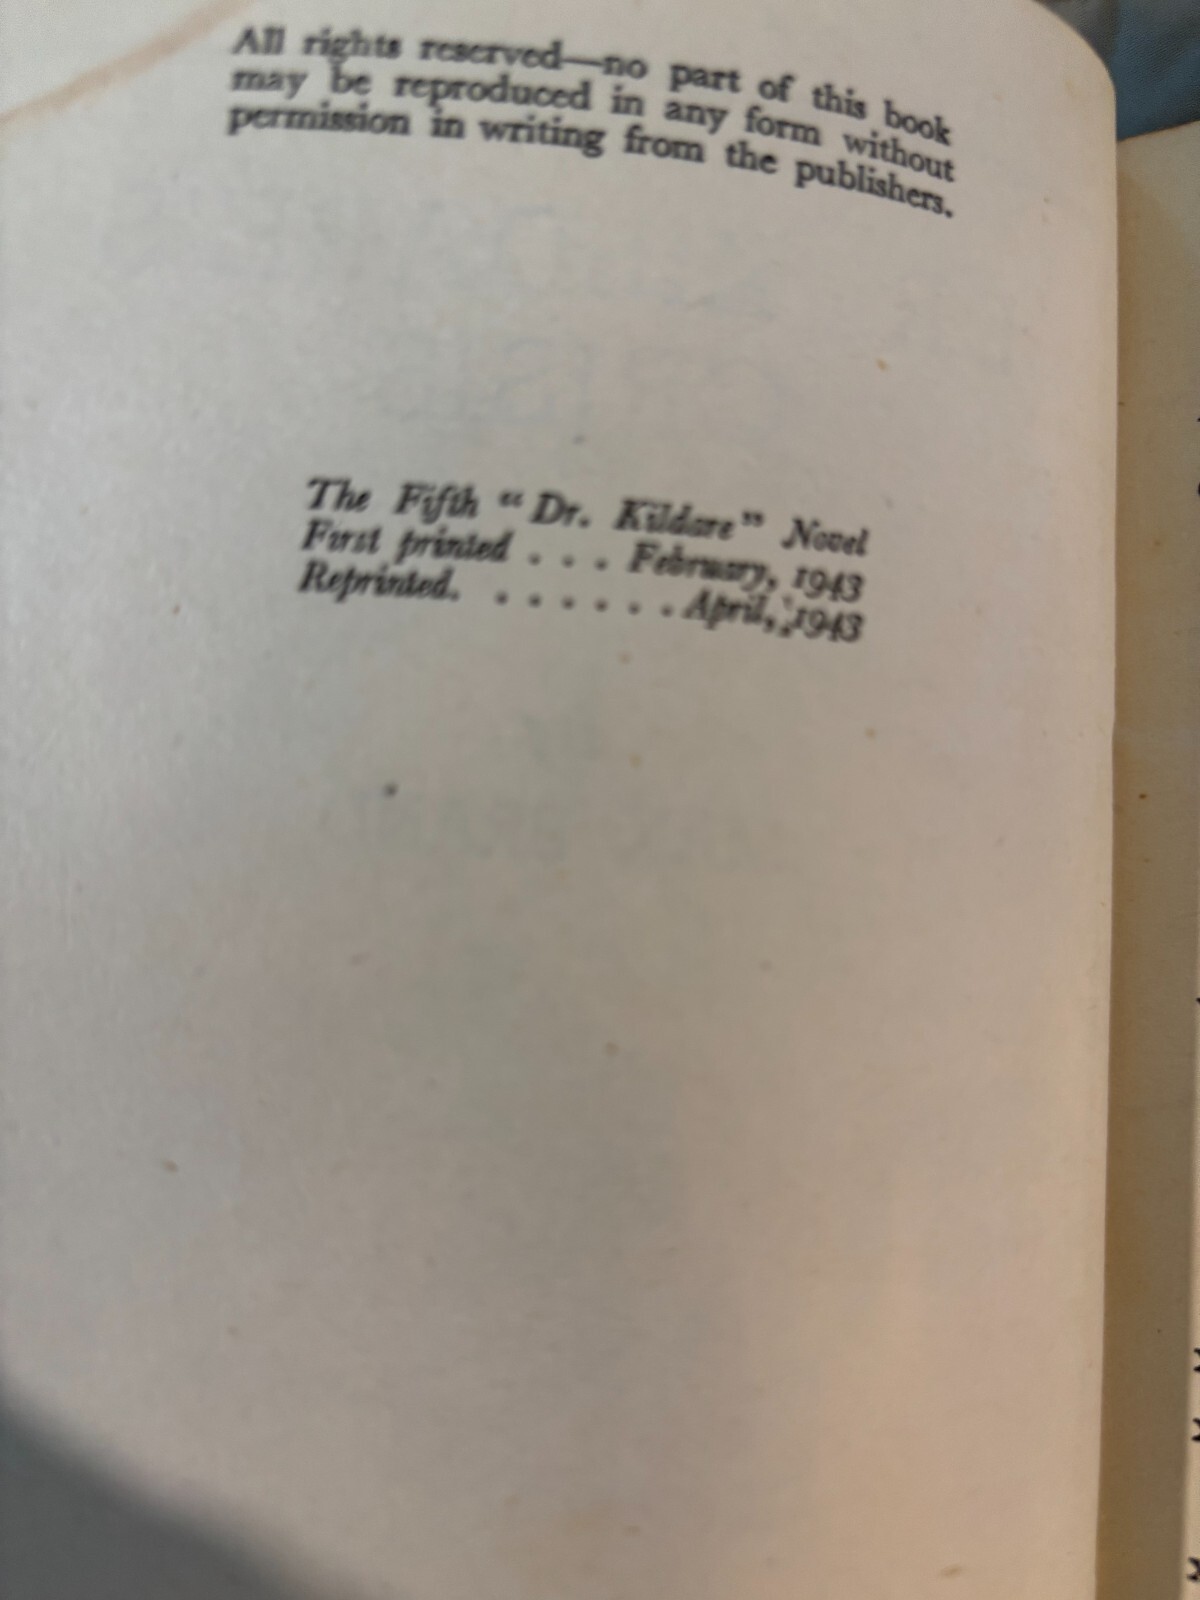 All rights reserved—no part of this book
may be reproduced in any form without
permission in writing from the publishers.
The Fifth "Dr. Kildare" Novel
First printed . . . February, 1943
Reprinted. . . . . . . . April, 1943